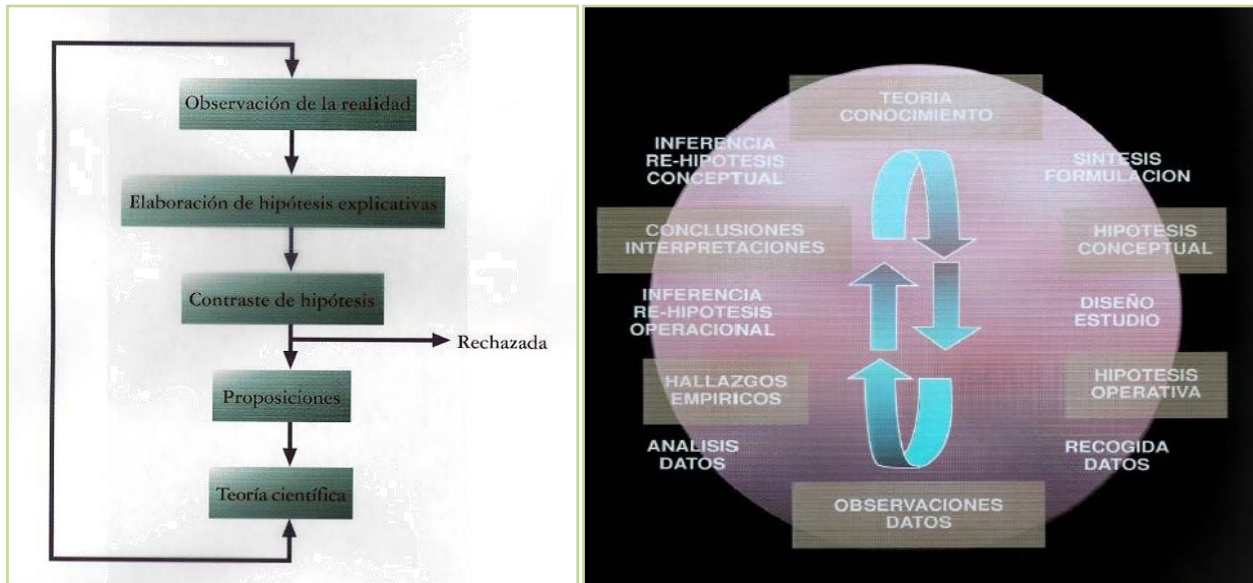 Observación de la realidad
Elaboración de hipótesis explicativas
Contraste de hipótesis
Rechazada
Proposiciones
Teoría científica
TEORIA
CONOCIMIENTO
INFERENCIA
RE-HIPOTESIS
CONCEPTUAL
SINTESIS
FORMULACION
CONCLUSIONES
INTERPRETACIONES
HIPOTESIS
CONCEPTUAL
INFERENCIA
RE-HIPOTESIS
OPERACIONAL
DISEÑO
ESTUDIO
HALLAZGOS
EMPIRICOS
HIPOTESIS
OPERATIVA
ANALISIS
DATOS
RECOGIDA
DATOS
OBSERVACIONES
DATOS